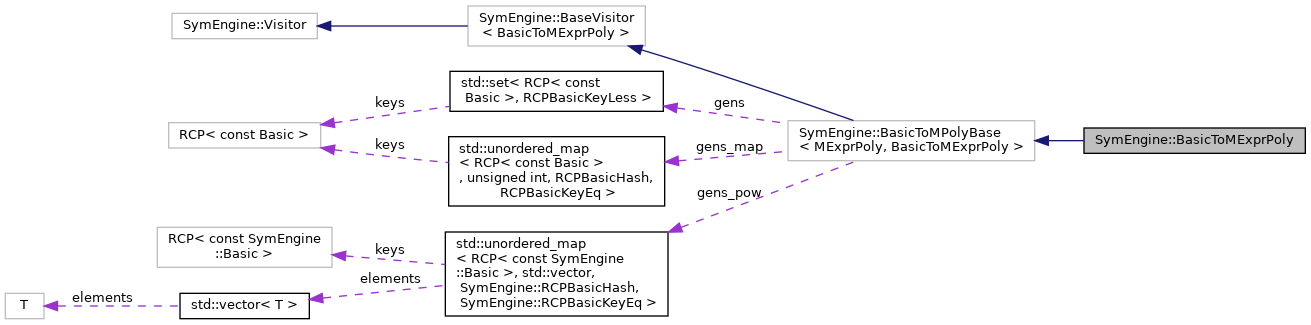 SymEngine::Visitor
SymEngine::BaseVisitor
< BasicToMExprPoly >
std::set< RCP< const
Basic >, RCPBasicKeyLess >
keys
gens
RCP< const Basic >
keys
std::unordered_map
< RCP< const Basic >
, unsigned int, RCPBasicHash,
RCPBasicKeyEq >
gens_map
SymEngine::BasicToMPolyBase
< MExprPoly, BasicToMExprPoly >
SymEngine::BasicToMExprPoly
gens_pow
RCP< const SymEngine
::Basic >
keys
std::unordered_map
< RCP< const SymEngine
::Basic >, std::vector,
SymEngine::RCPBasicHash,
SymEngine::RCPBasicKeyEq >
elements
T
elements
std::vector< T >